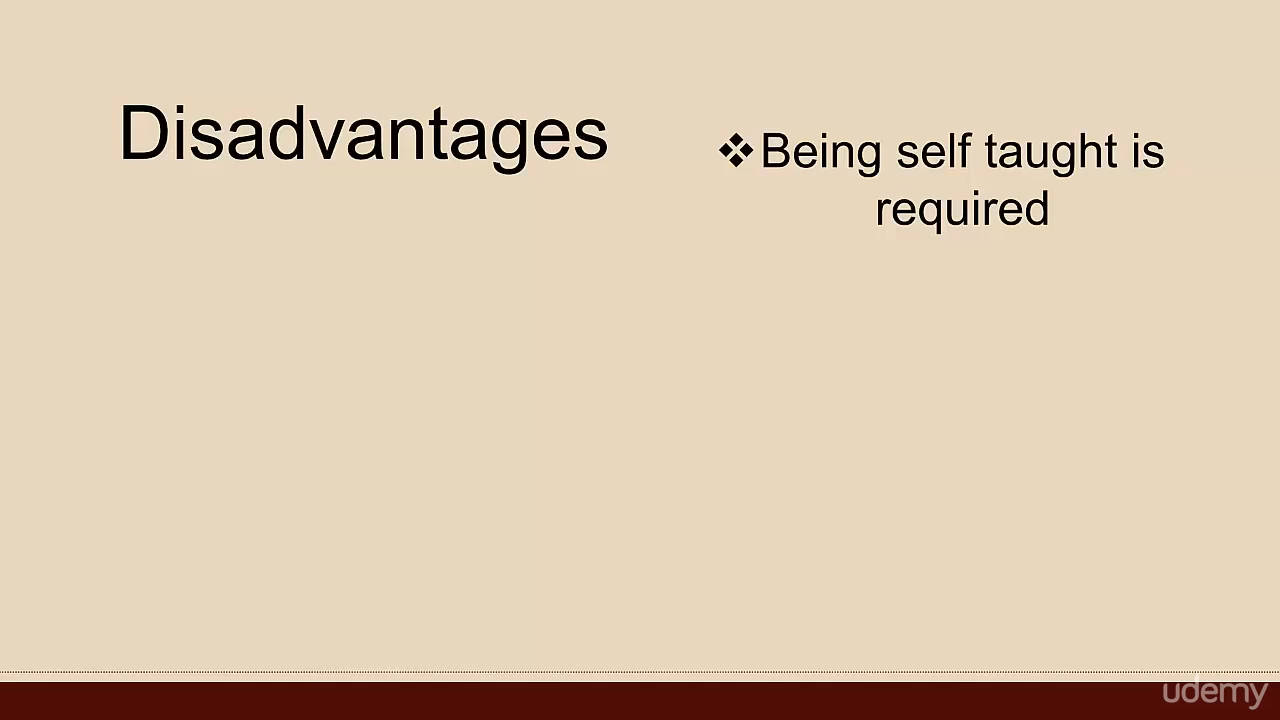 Disadvantages
❖Being self taught is
required
udemy